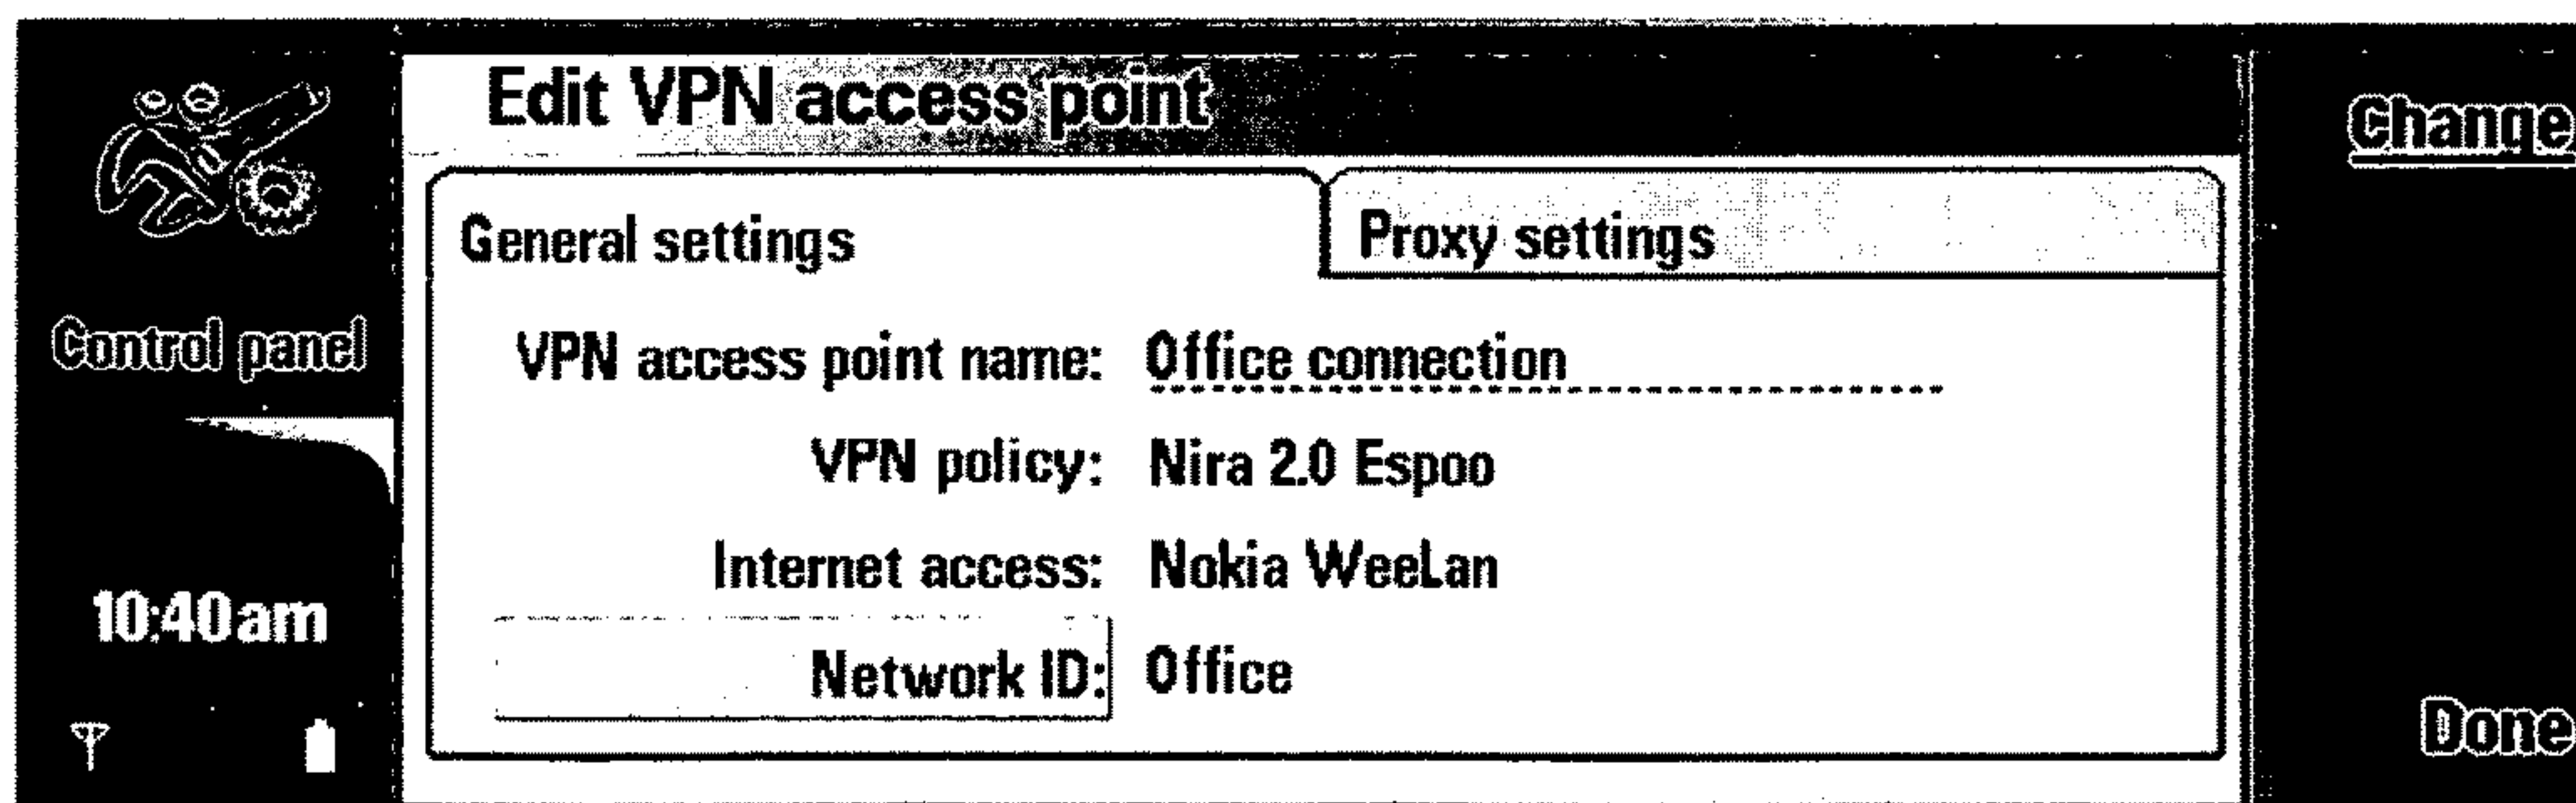 Edit VPN access point
Change
General settings
Proxy settings
Control panel
VPN access point name: Office connection
VPN policy: Nira 2.0 Espoo
Internet access: Nokia WeeLan
10:40am
Network ID: Office
Done